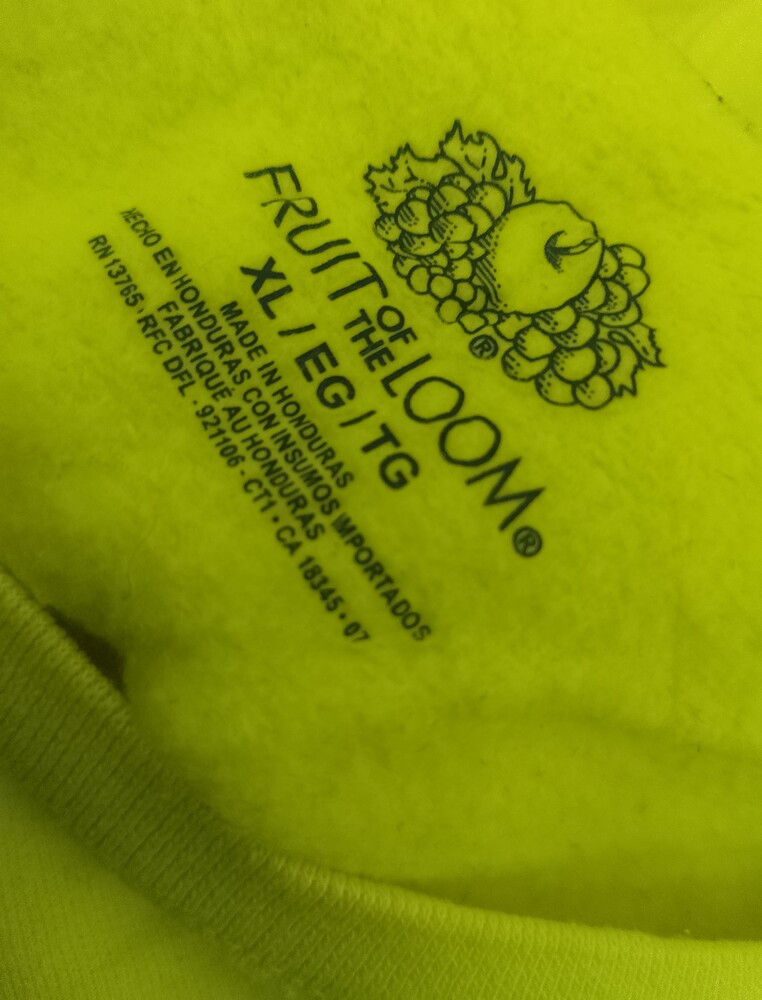 FRUIT OF THE LOOM®
®
XL / EG / TG
MADE IN HONDURAS
HECHO EN HONDURAS CON INSUMOS IMPORTADOS
FABRIQUÉ AU HONDURAS
RN 13765 • RFC DFL - 921106 - CT1 • CA 18345 • 07